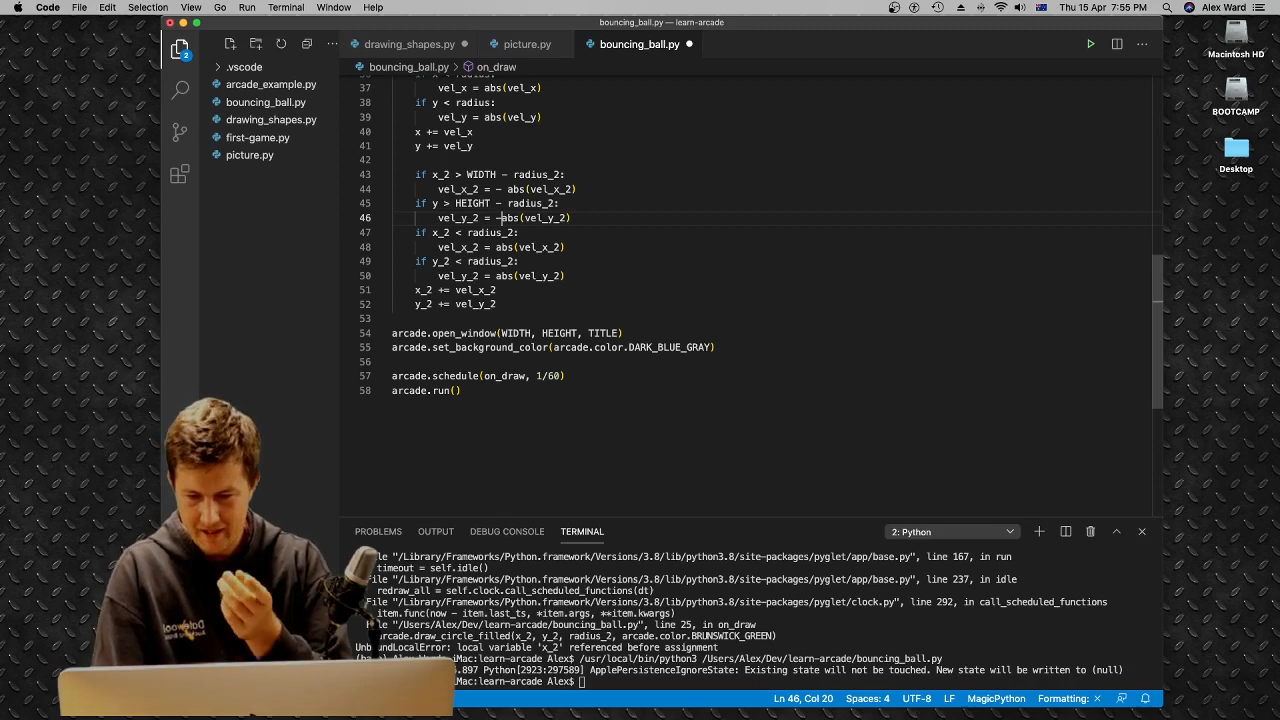 Code File Edit Selection View Go Run Terminal Window Help Thu 15 Apr 7:55 PM Alex Ward
bouncing_ball.py — learn-arcade
drawing_shapes.py picture.py bouncing_ball.py
bouncing_ball.py > on_draw
2
.vscode
arcade_example.py
bouncing_ball.py
drawing_shapes.py
first-game.py
picture.py
Macintosh HD
BOOTCAMP
Desktop
37 vel_x = abs(vel_x)
38 if y < radius:
39 vel_y = abs(vel_y)
40 x += vel_x
41 y += vel_y
42
43 if x_2 > WIDTH - radius_2:
44 vel_x_2 = - abs(vel_x_2)
45 if y > HEIGHT - radius_2:
46 vel_y_2 = -abs(vel_y_2)
47 if x_2 < radius_2:
48 vel_x_2 = abs(vel_x_2)
49 if y_2 < radius_2:
50 vel_y_2 = abs(vel_y_2)
51 x_2 += vel_x_2
52 y_2 += vel_y_2
53
54 arcade.open_window(WIDTH, HEIGHT, TITLE)
55 arcade.set_background_color(arcade.color.DARK_BLUE_GRAY)
56
57 arcade.schedule(on_draw, 1/60)
58 arcade.run()
PROBLEMS OUTPUT DEBUG CONSOLE TERMINAL 2: Python
File "/Library/Frameworks/Python.framework/Versions/3.8/lib/python3.8/site-packages/pyglet/app/base.py", line 167, in run
timeout = self.idle()
File "/Library/Frameworks/Python.framework/Versions/3.8/lib/python3.8/site-packages/pyglet/app/base.py", line 237, in idle
redraw_all = self.clock.call_scheduled_functions(dt)
File "/Library/Frameworks/Python.framework/Versions/3.8/lib/python3.8/site-packages/pyglet/clock.py", line 292, in call_scheduled_functions
item.func(now - item.last_ts, *item.args, **item.kwargs)
File "/Users/Alex/Dev/learn-arcade/bouncing_ball.py", line 25, in on_draw
arcade.draw_circle_filled(x_2, y_2, radius_2, arcade.color.BRUNSWICK_GREEN)
UnboundLocalError: local variable 'x_2' referenced before assignment
iMac:learn-arcade Alex$ /usr/local/bin/python3 /Users/Alex/Dev/learn-arcade/bouncing_ball.py
.897 Python[2923:297589] ApplePersistenceIgnoreState: Existing state will not be touched. New state will be written to (null)
iMac:learn-arcade Alex$
Ln 46, Col 20 Spaces: 4 UTF-8 LF MagicPython Formatting: ×